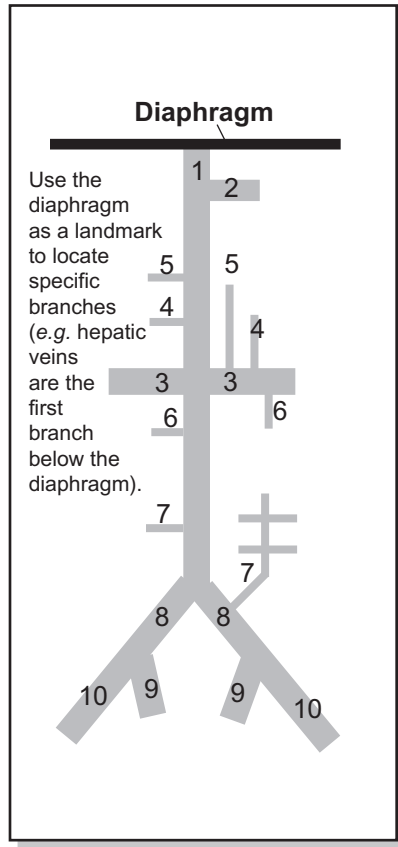 Diaphragm
1
2
Use the
diaphragm
as a landmark
to locate
specific
branches
(e.g. hepatic
veins
are the
first
branch
below the
diaphragm).
5 5
4 4
3 3
6 6
7
7
8 8
9 9
10 10